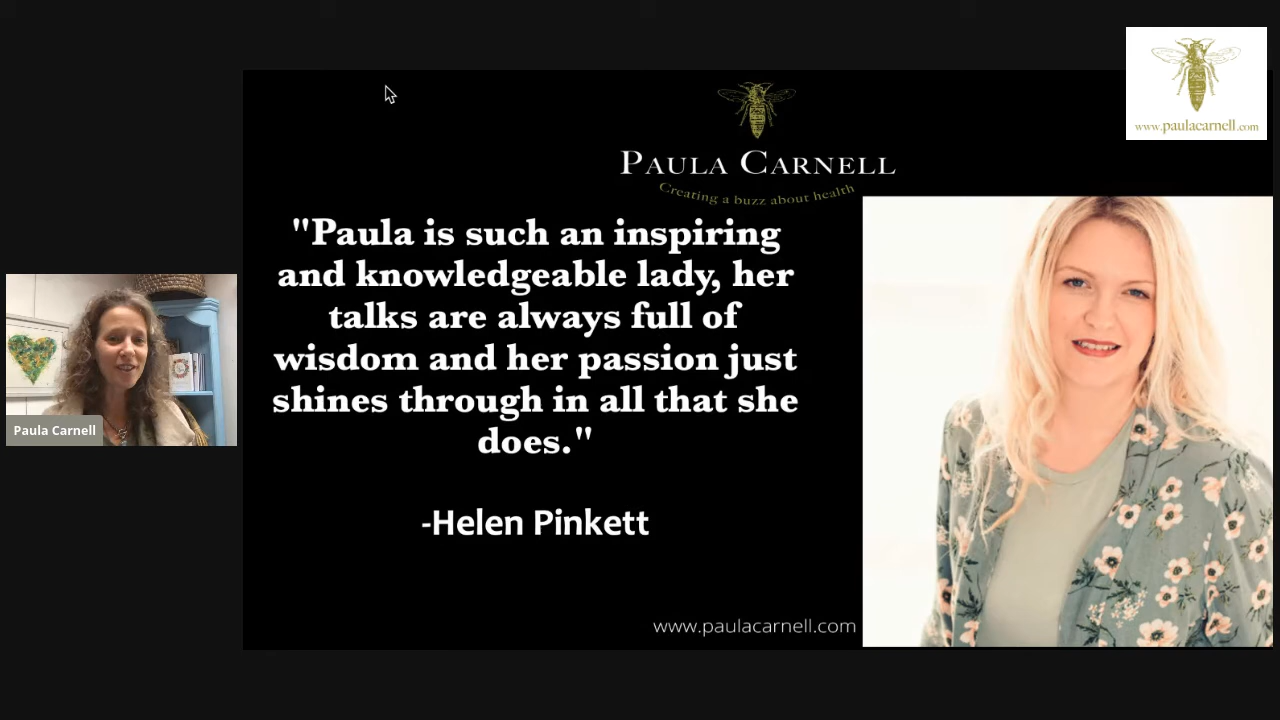 www.paulacarnell.com
PAULA CARNELL
Creating a buzz about health
"Paula is such an inspiring
and knowledgeable lady, her
talks are always full of
wisdom and her passion just
shines through in all that she
does."
Paula Carnell
-Helen Pinkett
www.paulacarnell.com